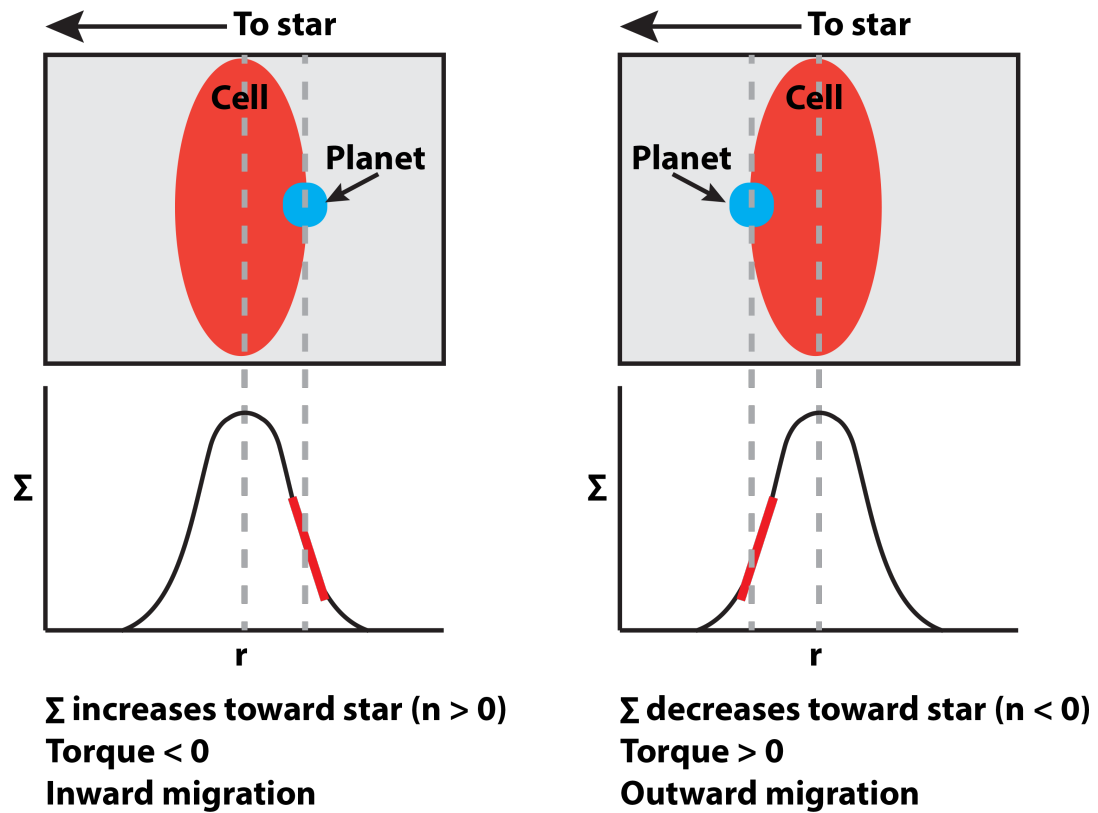 To star
Cell
Planet
Σ
r
Σ increases toward star (n > 0)
Torque < 0
Inward migration
To star
Cell
Planet
Σ
r
Σ decreases toward star (n < 0)
Torque > 0
Outward migration